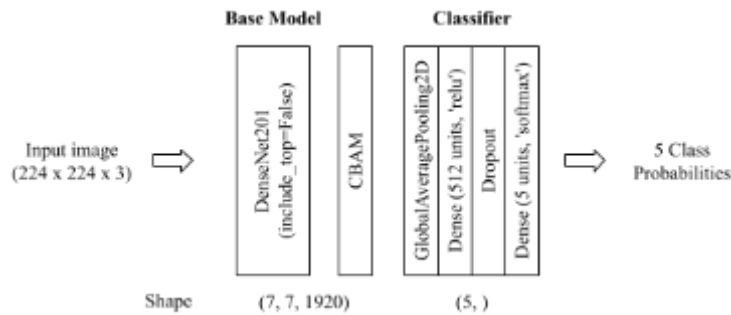 Base Model
Classifier
Input image
(224 x 224 x 3)
DenseNet201
(include_top=False)
CBAM
GlobalAveragePooling2D
Dense (512 units, 'relu')
Dropout
Dense (5 units, 'softmax')
5 Class
Probabilities
Shape
(7, 7, 1920)
(5, )